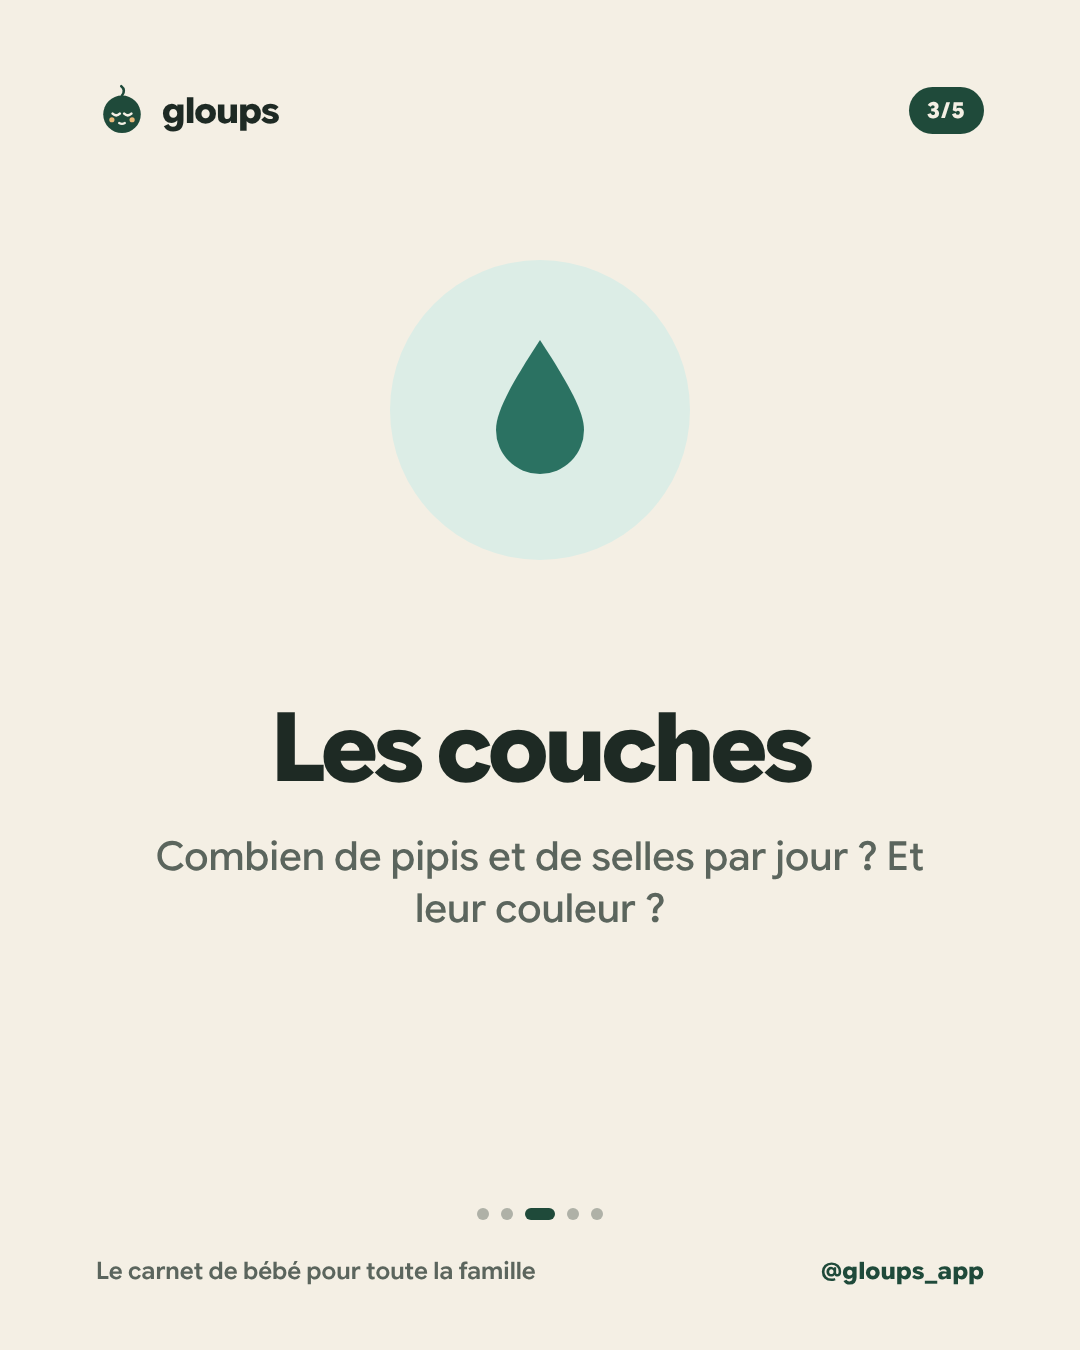 gloups
3/5
Les couches
Combien de pipis et de selles par jour ? Et
leur couleur ?
Le carnet de bébé pour toute la famille
@gloups_app